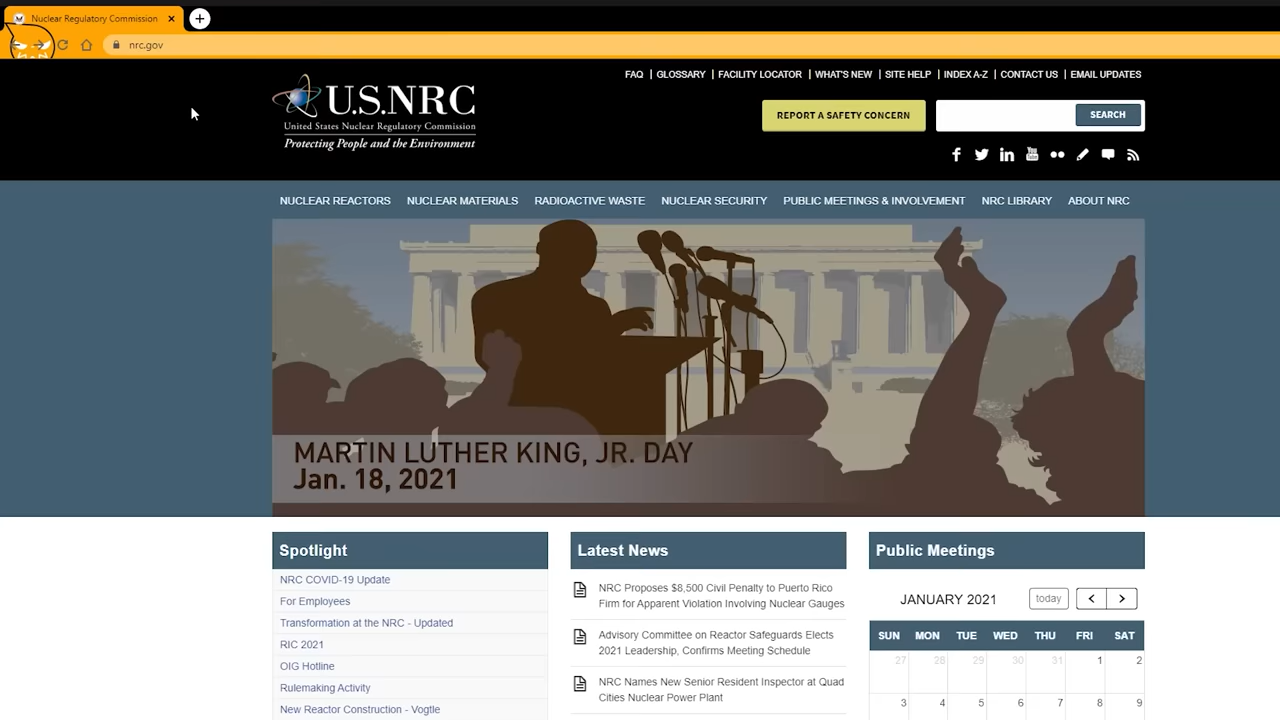 Nuclear Regulatory Commission
nrc.gov
FAQ | GLOSSARY | FACILITY LOCATOR | WHAT'S NEW | SITE HELP | INDEX A-Z | CONTACT US | EMAIL UPDATES
U.S.NRC
United States Nuclear Regulatory Commission
Protecting People and the Environment
REPORT A SAFETY CONCERN
SEARCH
NUCLEAR REACTORS NUCLEAR MATERIALS RADIOACTIVE WASTE NUCLEAR SECURITY PUBLIC MEETINGS & INVOLVEMENT NRC LIBRARY ABOUT NRC
MARTIN LUTHER KING, JR. DAY
Jan. 18, 2021
Spotlight
NRC COVID-19 Update
For Employees
Transformation at the NRC - Updated
RIC 2021
OIG Hotline
Rulemaking Activity
New Reactor Construction - Vogtle
Latest News
NRC Proposes $8,500 Civil Penalty to Puerto Rico
Firm for Apparent Violation Involving Nuclear Gauges
Advisory Committee on Reactor Safeguards Elects
2021 Leadership, Confirms Meeting Schedule
NRC Names New Senior Resident Inspector at Quad
Cities Nuclear Power Plant
Public Meetings
JANUARY 2021 today
SUN MON TUE WED THU FRI SAT
27 28 29 30 31 1 2
3 4 5 6 7 8 9